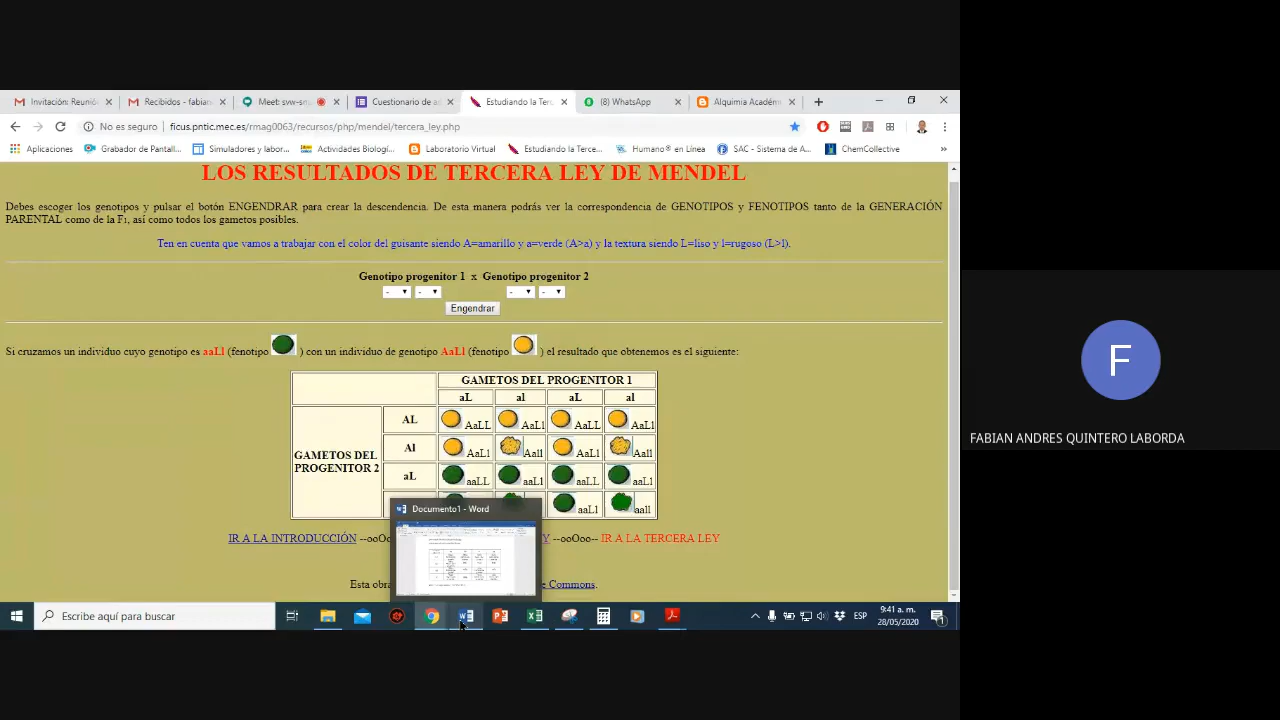 Invitación: Reunió
Recibidos - fabian
Meet: svw-sn
Cuestionario de a
Estudiando la Terc
(8) WhatsApp
Alquimia Académ
No es seguro ficus.pntic.mec.es/rmag0063/recursos/php/mendel/tercera_ley.php
Aplicaciones
Grabador de Pantall...
Simuladores y labor...
Actividades Biologí...
Laboratorio Virtual
Estudiando la Terce...
Humano® en Línea
SAC - Sistema de A...
ChemCollective
LOS RESULTADOS DE TERCERA LEY DE MENDEL
Debes escoger los genotipos y pulsar el botón ENGENDRAR para crear la descendencia. De esta manera podrás ver la correspondencia de GENOTIPOS y FENOTIPOS tanto de la GENERACIÓN
PARENTAL como de la F1, así como todos los gametos posibles.
Ten en cuenta que vamos a trabajar con el color del guisante siendo A=amarillo y a=verde (A>a) y la textura siendo L=liso y l=rugoso (L>l).
Genotipo progenitor 1 x Genotipo progenitor 2
- - - -
Engendrar
Si cruzamos un individuo cuyo genotipo es aaLl (fenotipo ) con un individuo de genotipo AaLl (fenotipo ) el resultado que obtenemos es el siguiente:
GAMETOS DEL PROGENITOR 1
aL al aL al
GAMETOS DEL
PROGENITOR 2
AL AaLL AaLl AaLL AaLl
Al AaLl Aall AaLl Aall
aL aaLL aaLl aaLL aaLl
aaLl aall
Documento1 - Word
IR A LA INTRODUCCIÓN --ooOoo-- IR A LA TERCERA LEY
Esta obra
Commons.
Escribe aquí para buscar
ESP
9:41 a. m.
28/05/2020
1
F
FABIAN ANDRES QUINTERO LABORDA